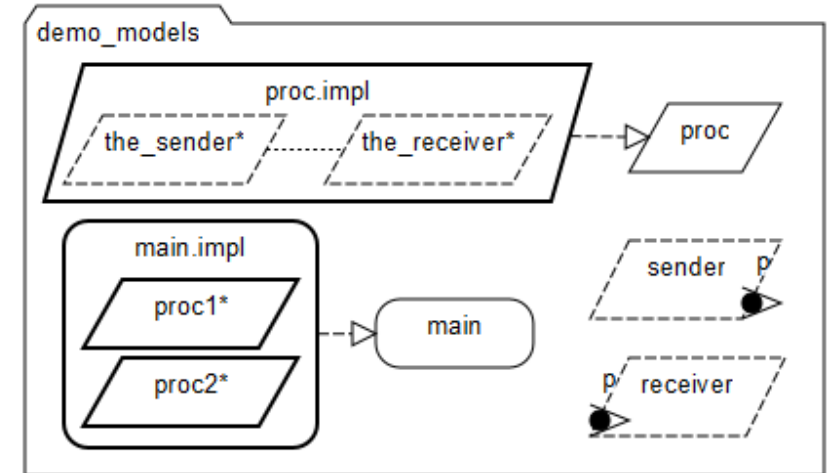 demo_models
proc.impl
the_sender*
the_receiver*
proc
main.impl
proc1*
proc2*
main
sender
p
p
receiver